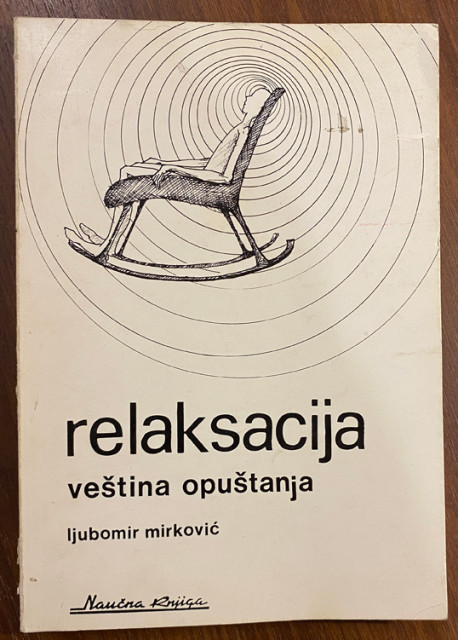 relaksacija
veština opuštanja
ljubomir mirković
Naučna Knjiga